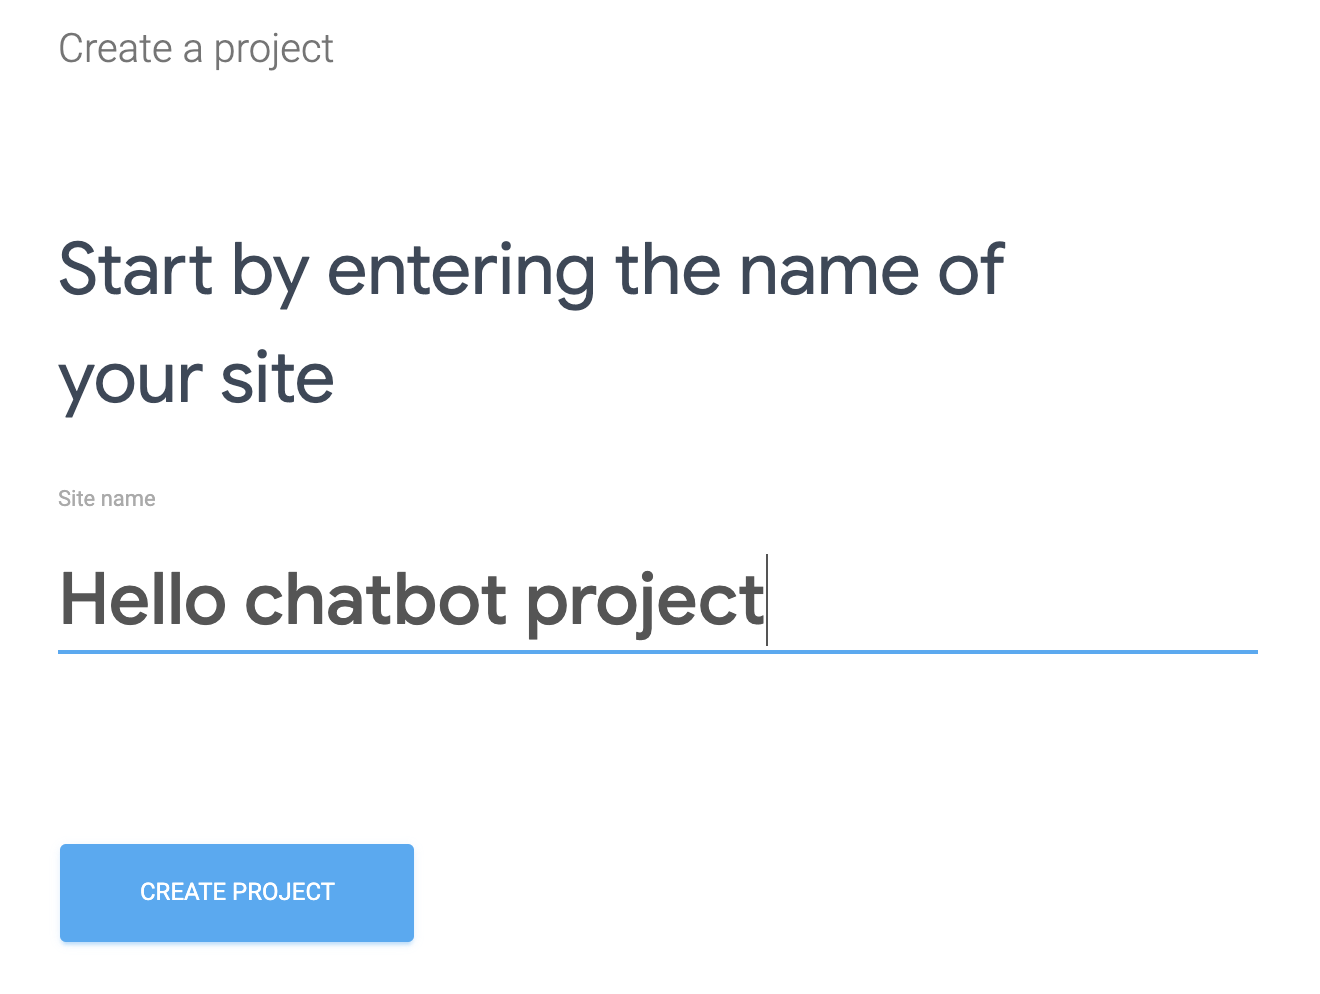 Create a project
Start by entering the name of
your site
Site name
Hello chatbot project
CREATE PROJECT